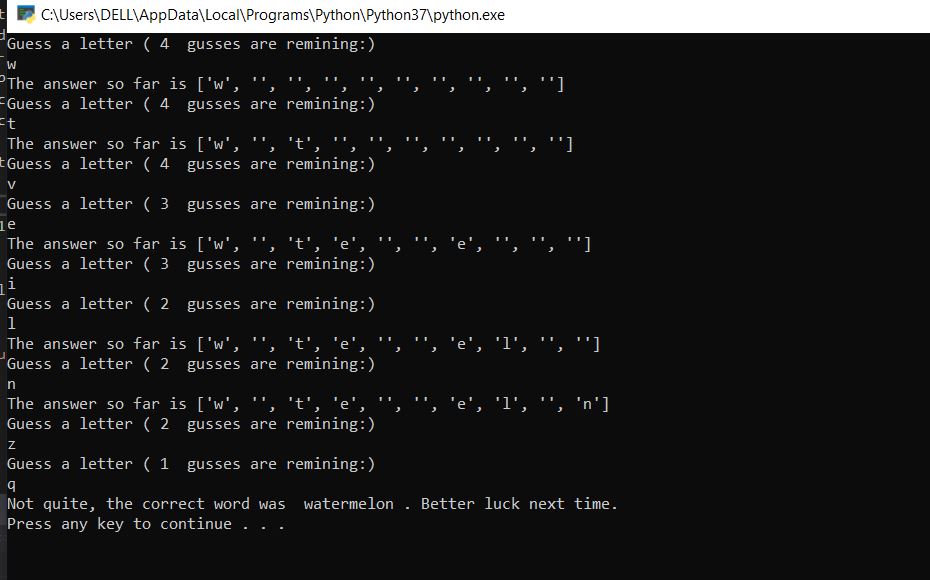 C:\Users\DELL\AppData\Local\Programs\Python\Python37\python.exe
Guess a letter ( 4  gusses are remining:)
w
The answer so far is ['w', '', '', '', '', '', '', '', '', '']
Guess a letter ( 4  gusses are remining:)
t
The answer so far is ['w', '', 't', '', '', '', '', '', '', '']
Guess a letter ( 4  gusses are remining:)
v
Guess a letter ( 3  gusses are remining:)
e
The answer so far is ['w', '', 't', 'e', '', '', 'e', '', '', '']
Guess a letter ( 3  gusses are remining:)
i
Guess a letter ( 2  gusses are remining:)
l
The answer so far is ['w', '', 't', 'e', '', '', 'e', 'l', '', '']
Guess a letter ( 2  gusses are remining:)
n
The answer so far is ['w', '', 't', 'e', '', '', 'e', 'l', '', 'n']
Guess a letter ( 2  gusses are remining:)
z
Guess a letter ( 1  gusses are remining:)
q
Not quite, the correct word was  watermelon . Better luck next time.
Press any key to continue . . .